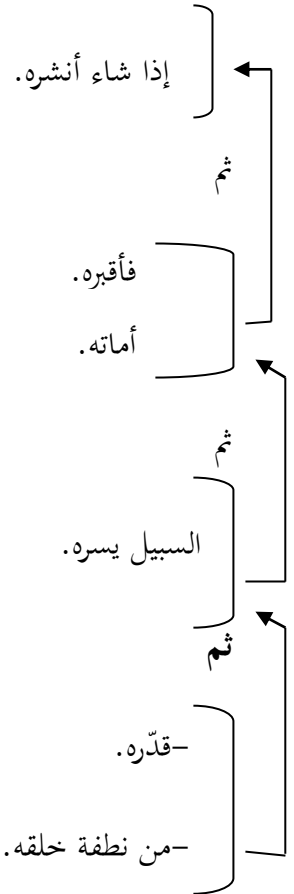 إذا شاء أنشره.
ثم
فأقبره.
أماته.
ثم
السبيل يسره.
ثم
–قدّره.
–من نطفة خلقه.